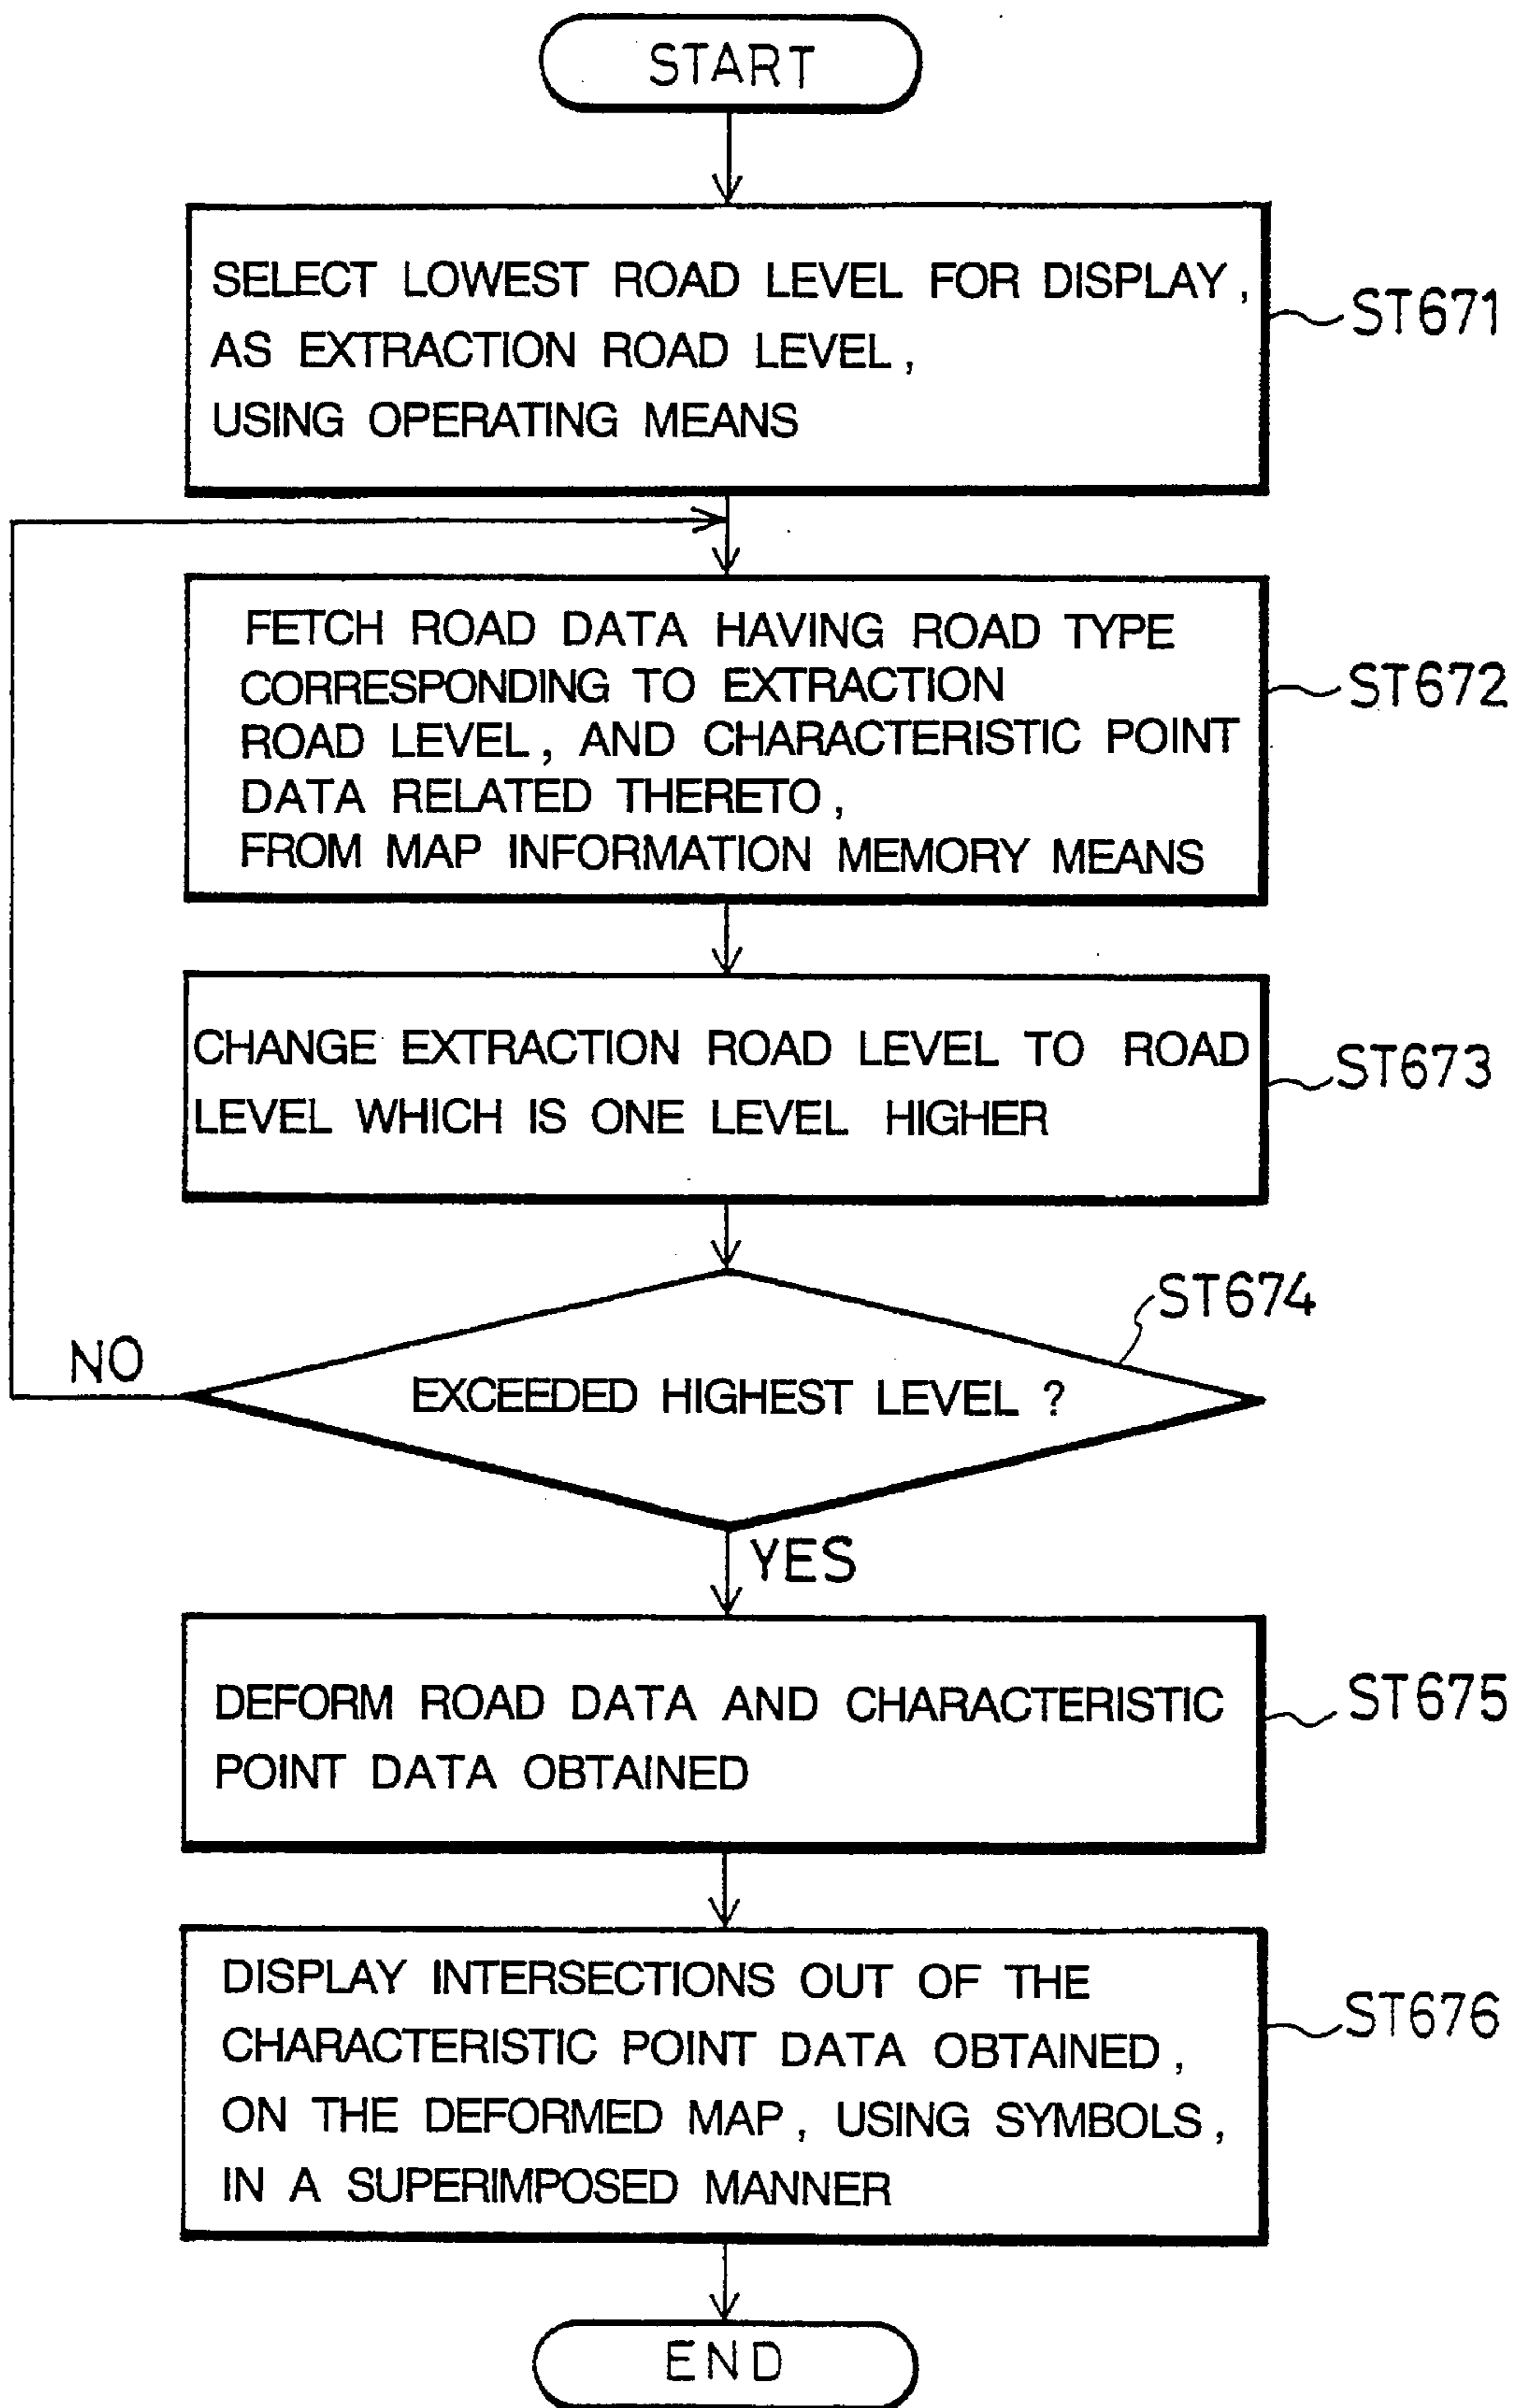 START
SELECT LOWEST ROAD LEVEL FOR DISPLAY,
AS EXTRACTION ROAD LEVEL,
USING OPERATING MEANS
ST671
FETCH ROAD DATA HAVING ROAD TYPE
CORRESPONDING TO EXTRACTION
ROAD LEVEL, AND CHARACTERISTIC POINT
DATA RELATED THERETO,
FROM MAP INFORMATION MEMORY MEANS
ST672
CHANGE EXTRACTION ROAD LEVEL TO ROAD
LEVEL WHICH IS ONE LEVEL HIGHER
ST673
ST674
NO
EXCEEDED HIGHEST LEVEL ?
YES
DEFORM ROAD DATA AND CHARACTERISTIC
POINT DATA OBTAINED
ST675
DISPLAY INTERSECTIONS OUT OF THE
CHARACTERISTIC POINT DATA OBTAINED,
ON THE DEFORMED MAP, USING SYMBOLS,
IN A SUPERIMPOSED MANNER
ST676
END